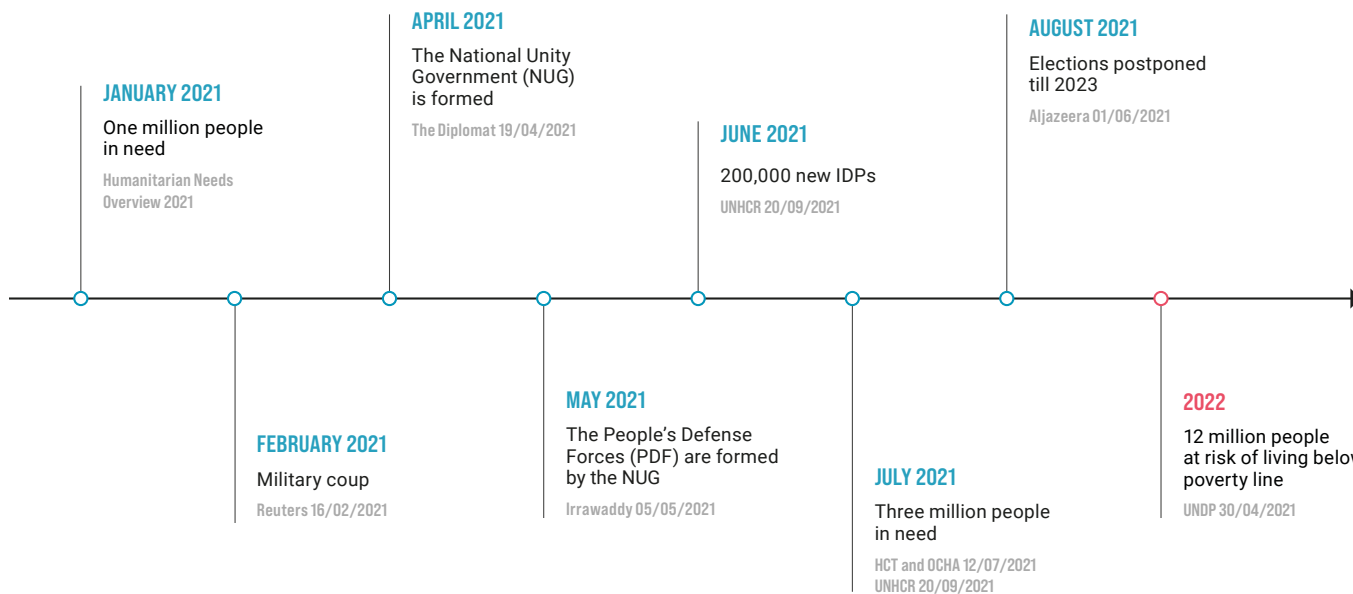 JANUARY 2021
One million people
in need
Humanitarian Needs
Overview 2021
FEBRUARY 2021
Military coup
Reuters 16/02/2021
APRIL 2021
The National Unity
Government (NUG)
is formed
The Diplomat 19/04/2021
MAY 2021
The People’s Defense
Forces (PDF) are formed
by the NUG
Irrawaddy 05/05/2021
JUNE 2021
200,000 new IDPs
UNHCR 20/09/2021
JULY 2021
Three million people
in need
HCT and OCHA 12/07/2021
UNHCR 20/09/2021
AUGUST 2021
Elections postponed
till 2023
Aljazeera 01/06/2021
2022
12 million people
at risk of living below
poverty line
UNDP 30/04/2021